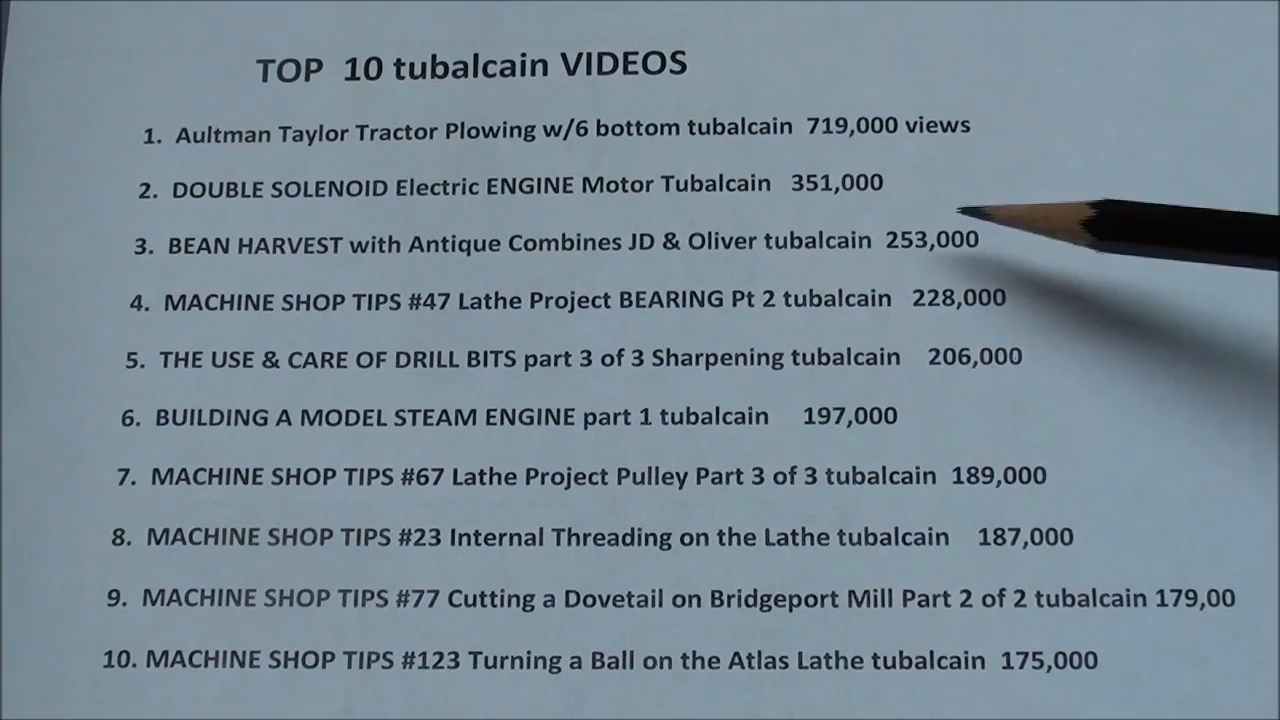 TOP 10 tubalcain VIDEOS
1. Aultman Taylor Tractor Plowing w/6 bottom tubalcain 719,000 views
2. DOUBLE SOLENOID Electric ENGINE Motor Tubalcain 351,000
3. BEAN HARVEST with Antique Combines JD & Oliver tubalcain 253,000
4. MACHINE SHOP TIPS #47 Lathe Project BEARING Pt 2 tubalcain 228,000
5. THE USE & CARE OF DRILL BITS part 3 of 3 Sharpening tubalcain 206,000
6. BUILDING A MODEL STEAM ENGINE part 1 tubalcain 197,000
7. MACHINE SHOP TIPS #67 Lathe Project Pulley Part 3 of 3 tubalcain 189,000
8. MACHINE SHOP TIPS #23 Internal Threading on the Lathe tubalcain 187,000
9. MACHINE SHOP TIPS #77 Cutting a Dovetail on Bridgeport Mill Part 2 of 2 tubalcain 179,00
10. MACHINE SHOP TIPS #123 Turning a Ball on the Atlas Lathe tubalcain 175,000